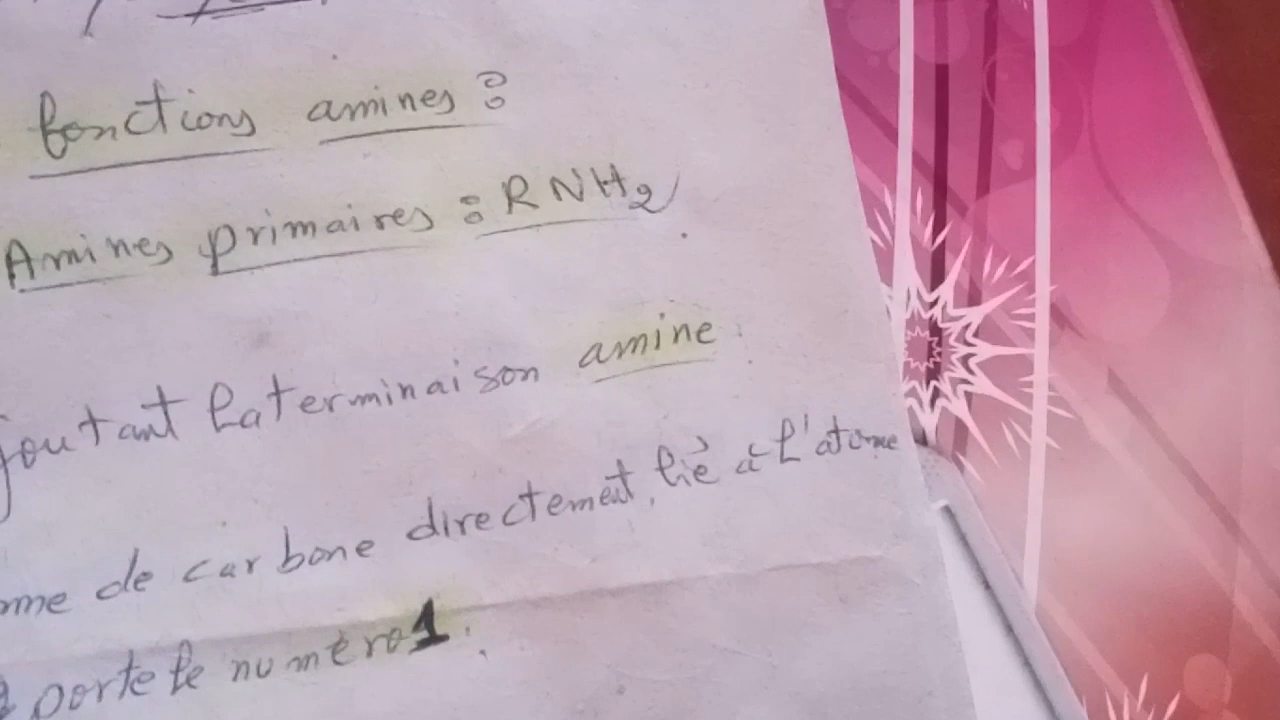 fonctions amines :
Amines primaires : RNH2
joutant la terminaison amine
me de carbone directement lié à l'atome
porte le numéro 1.